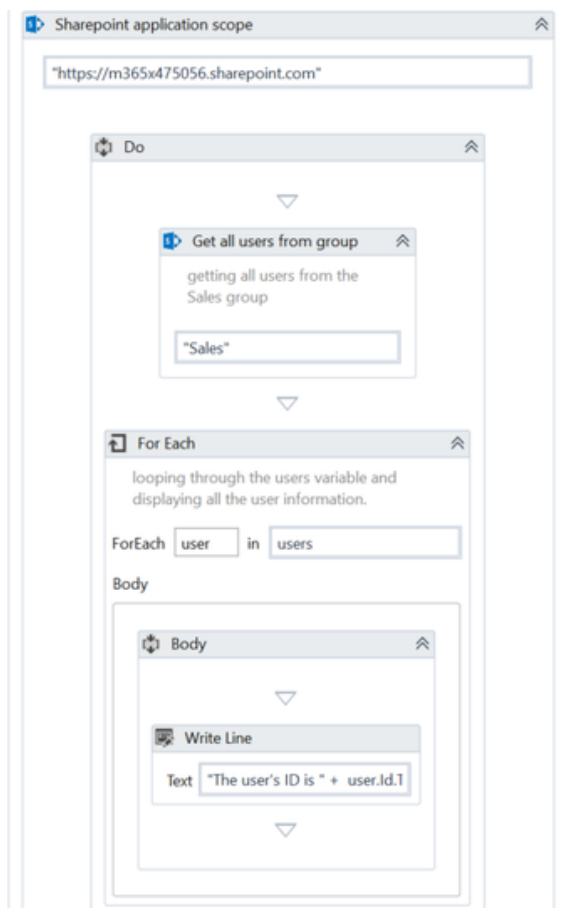 Sharepoint application scope
"https://m365x475056.sharepoint.com"
Do
Get all users from group
getting all users from the
Sales group
"Sales"
For Each
looping through the users variable and
displaying all the user information.
ForEach user in users
Body
Body
Write Line
Text "The user's ID is " + user.Id.T